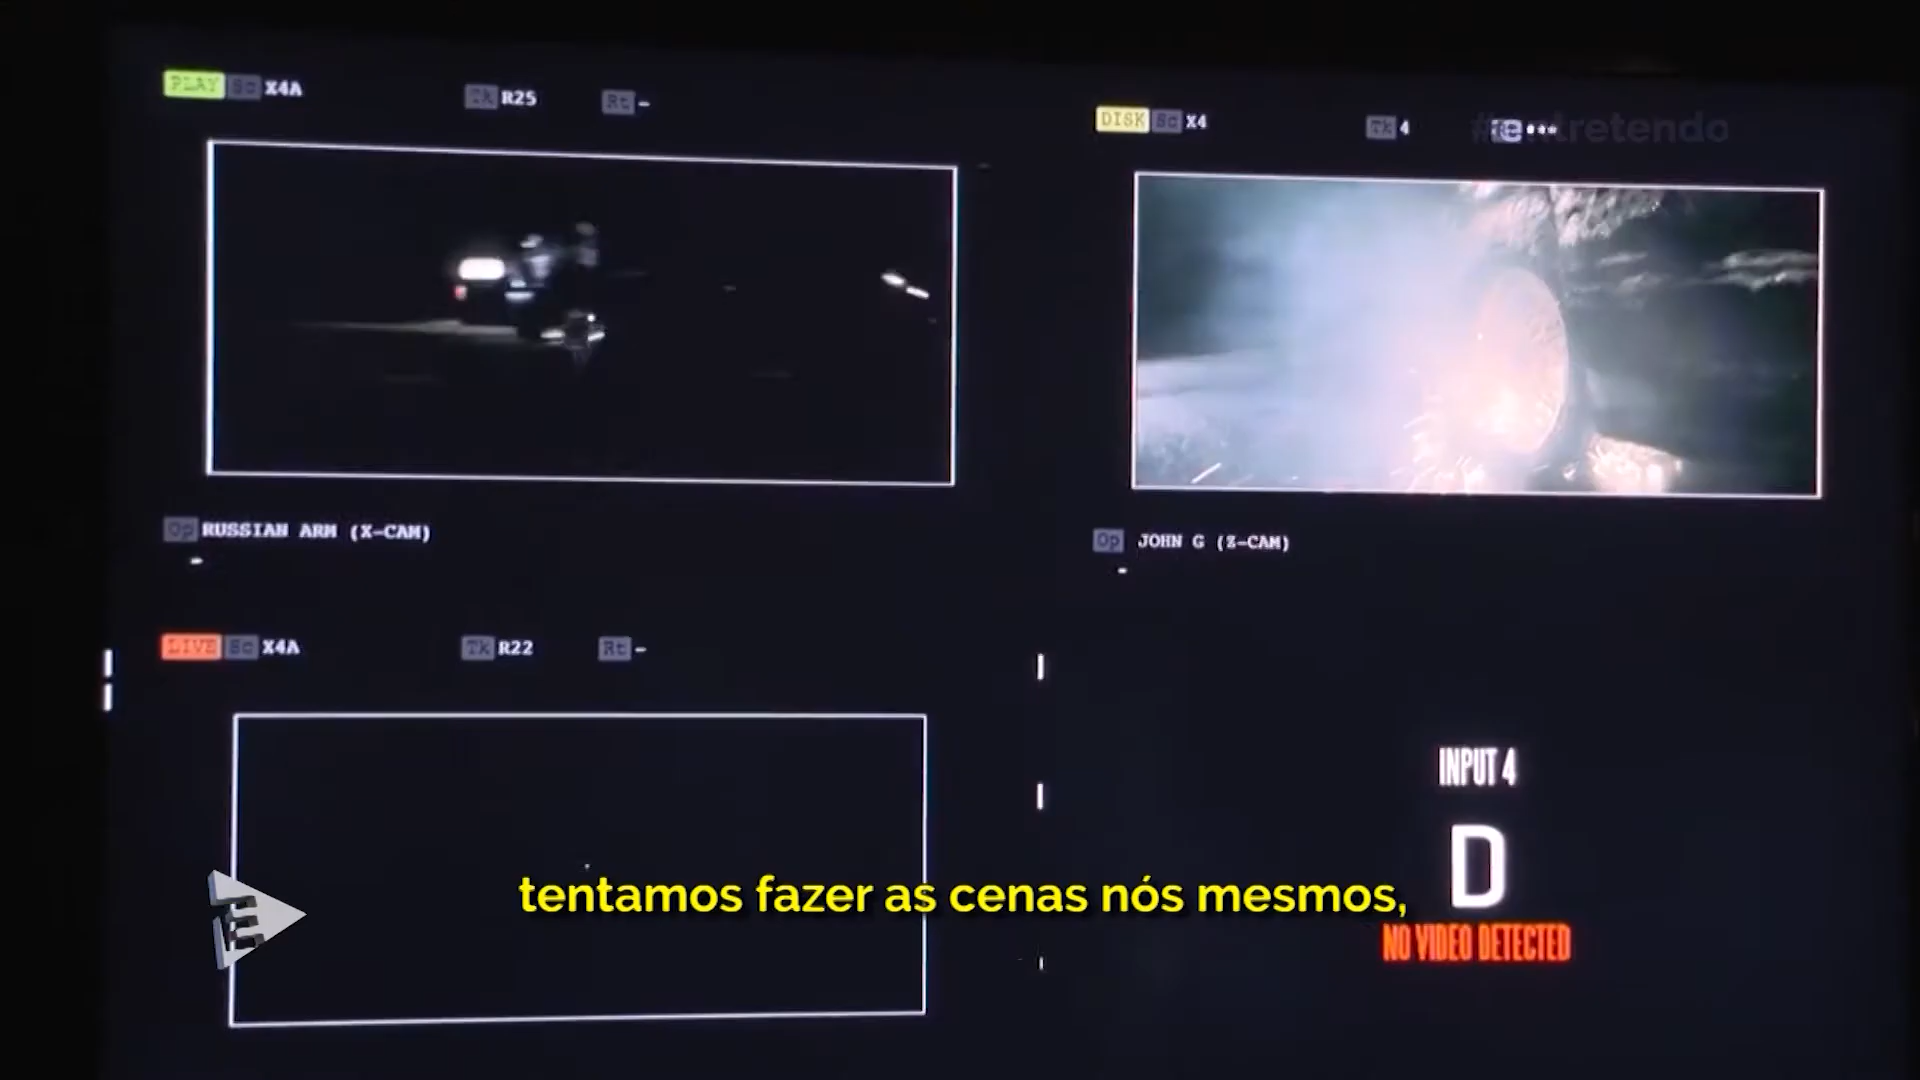 PLAY Sc X4A Tk R25 Rt -
DISK Sc X4 Tk 4
#entretendo
Op RUSSIAN ARM (X-CAM)
-
Op JOHN G (Z-CAM)
-
LIVE Sc X4A Tk R22 Rt -
INPUT 4
D
NO VIDEO DETECTED
tentamos fazer as cenas nós mesmos,
E